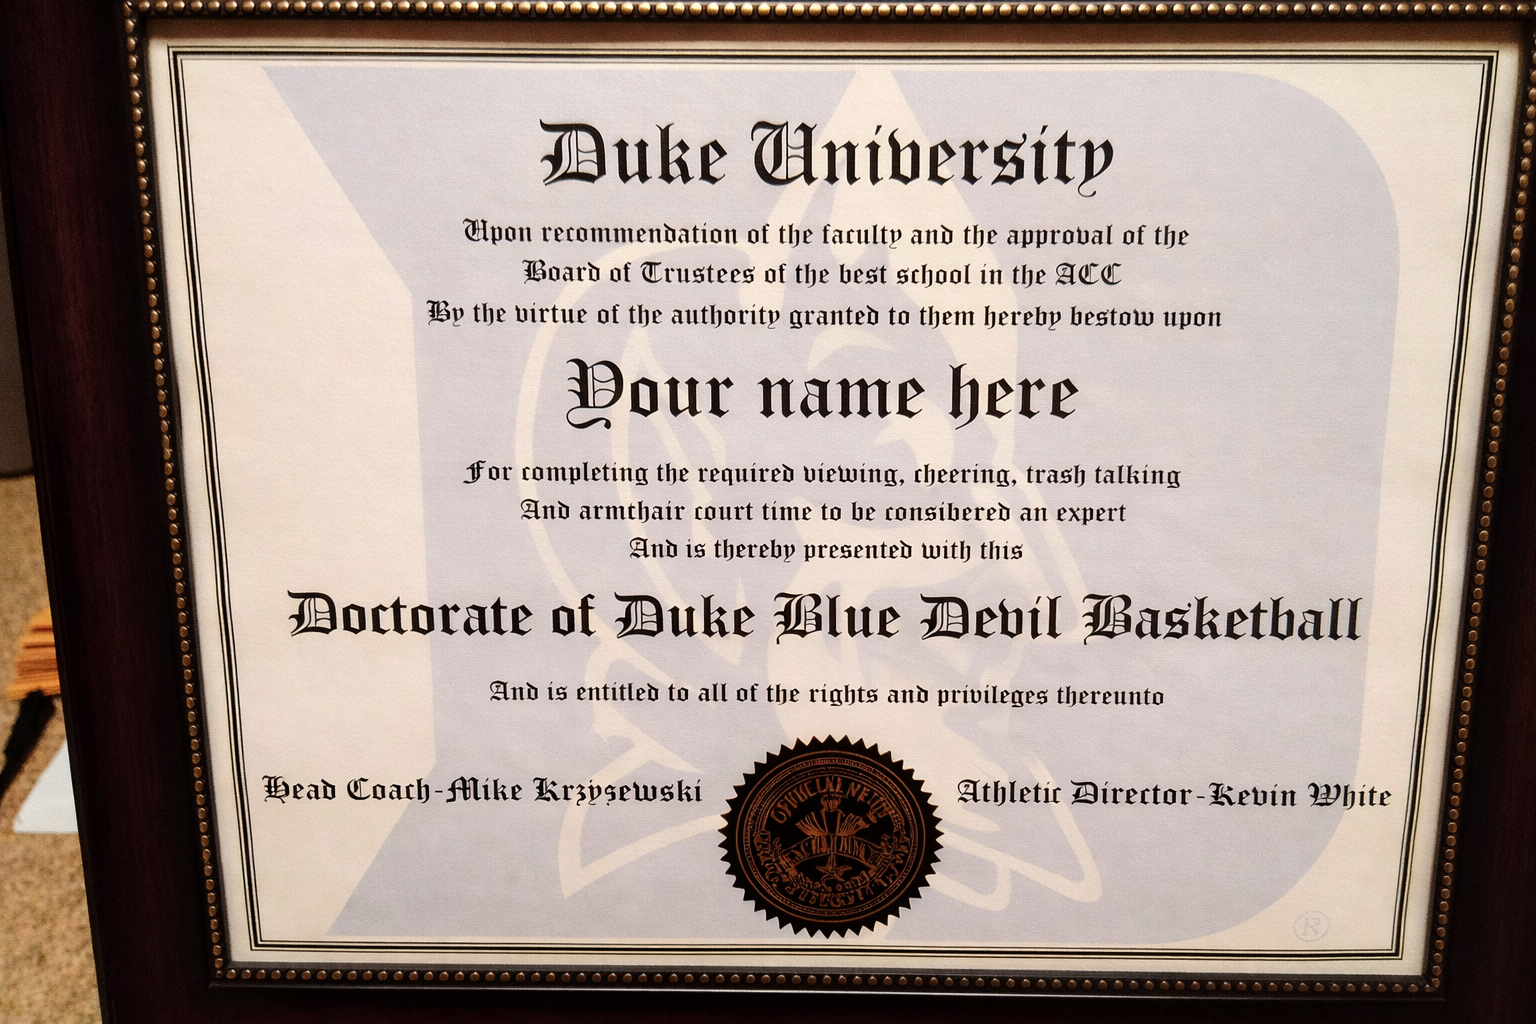 Duke University
Upon recommendation of the faculty and the approval of the
Board of Trustees of the best school in the ACC
By the virtue of the authority granted to them hereby bestow upon
Your name here
For completing the required viewing, cheering, trash talking
And armchair court time to be consibered an expert
And is thereby presented with this
Doctorate of Duke Blue Devil Basketball
And is entitled to all of the rights and privileges thereunto
Head Coach-Mike Krzysewski
Athletic Director-Kevin White
®